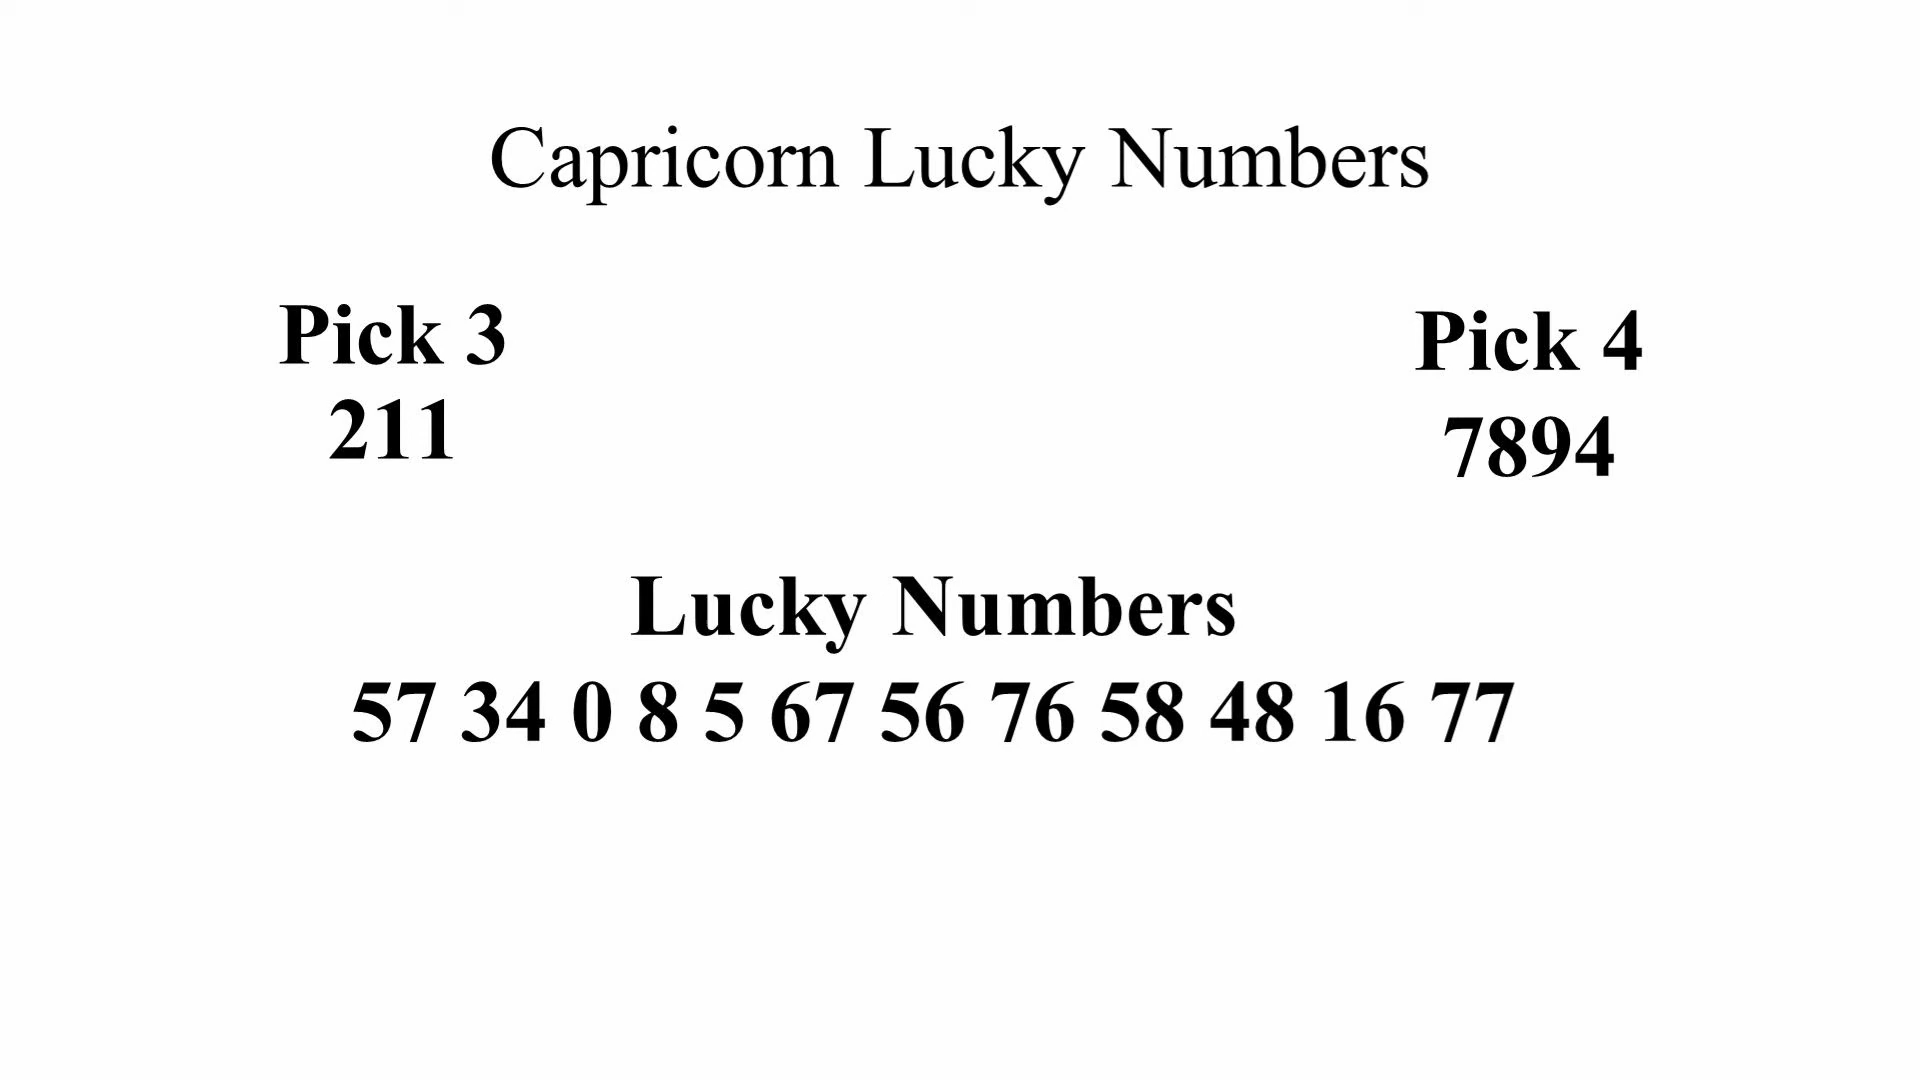 Capricorn Lucky Numbers
Pick 3
211
Pick 4
7894
Lucky Numbers
57 34 0 8 5 67 56 76 58 48 16 77